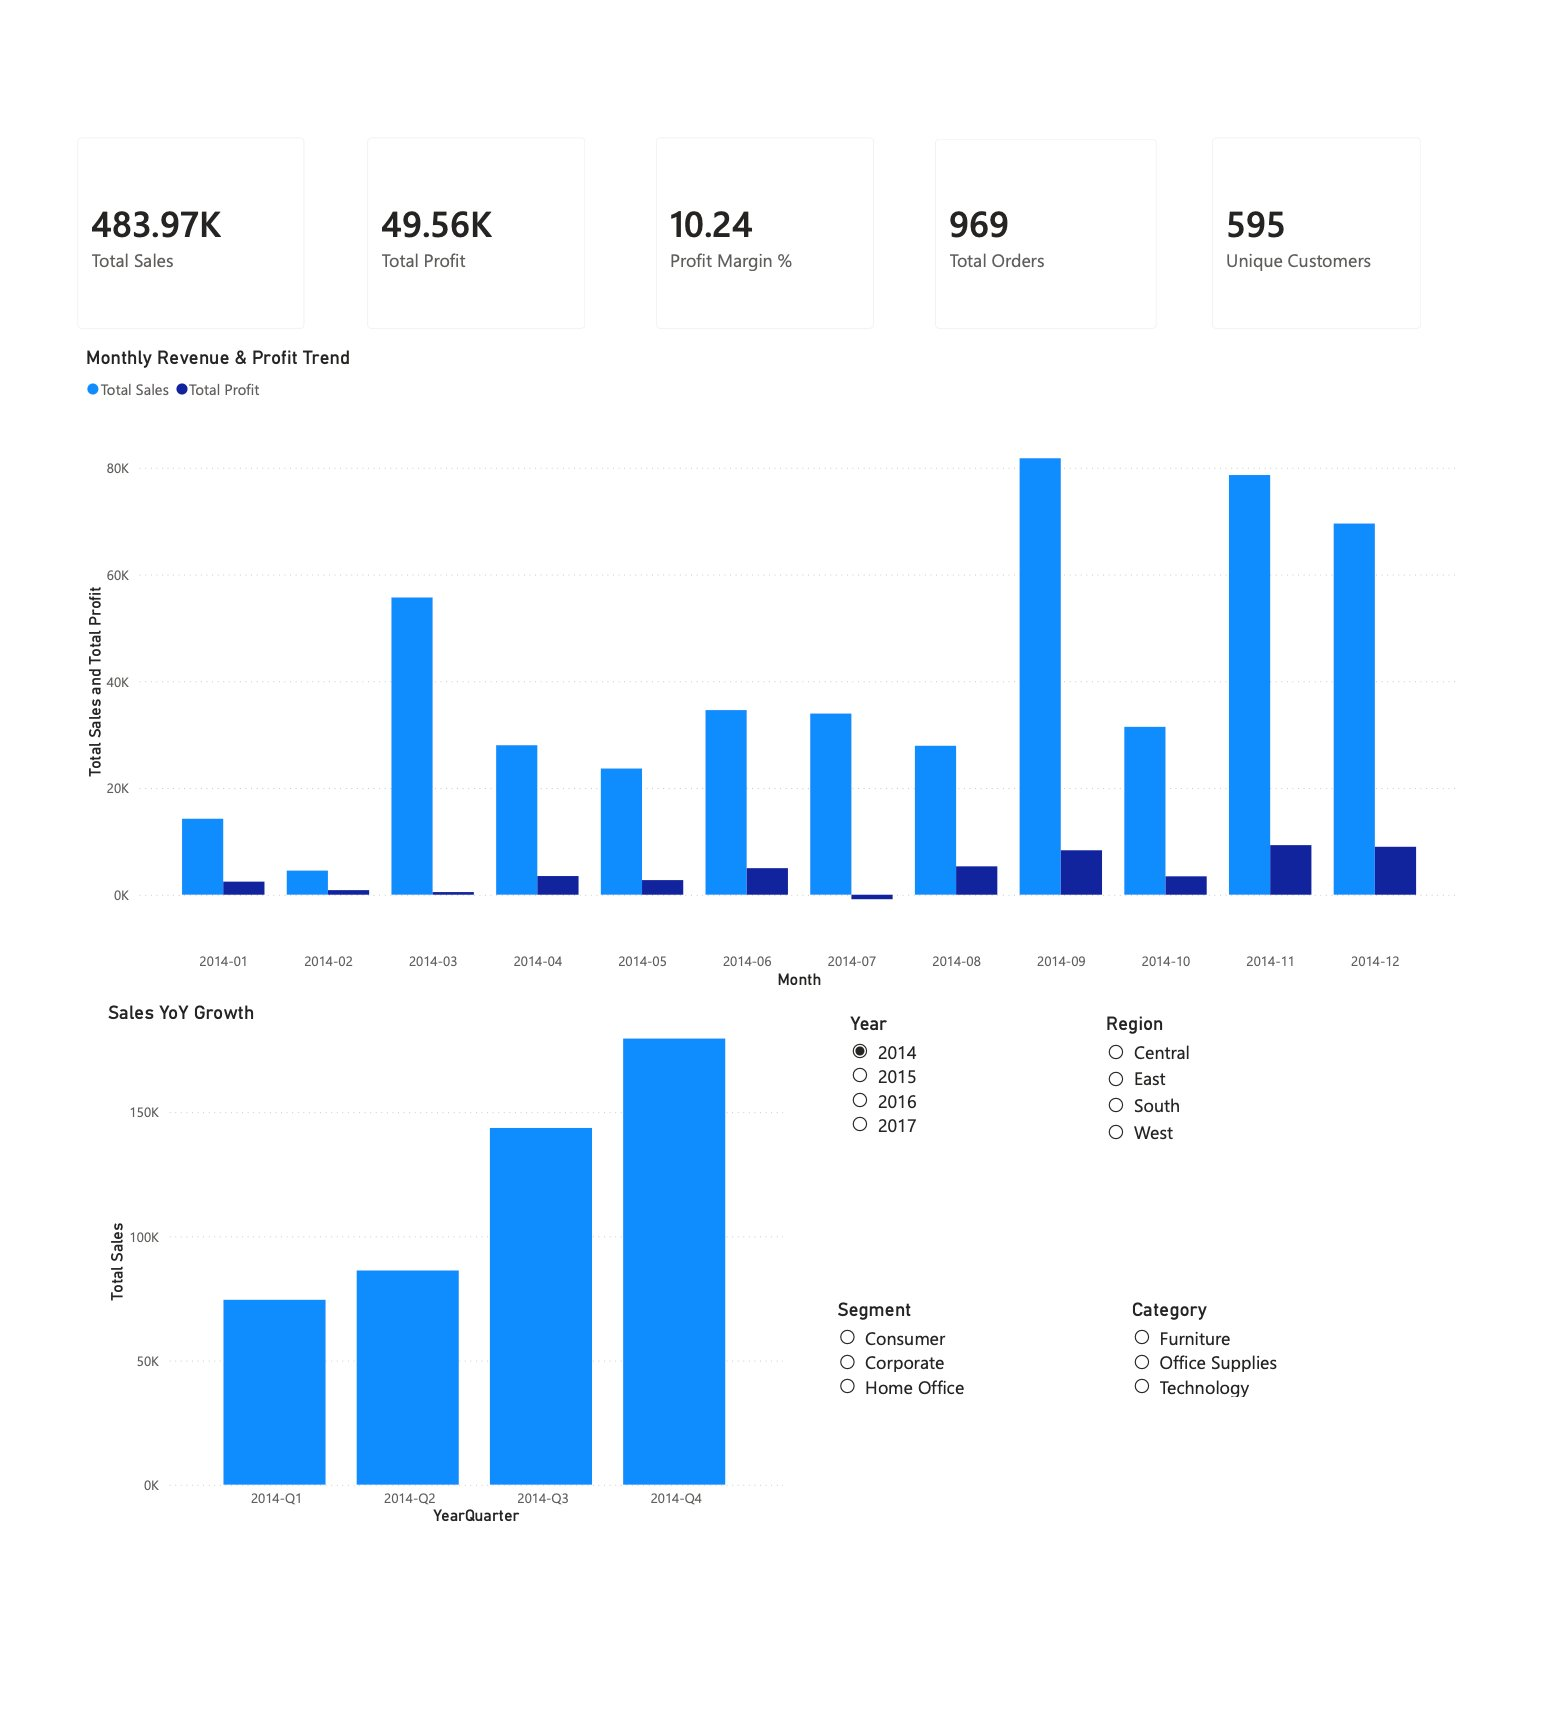 483.97K
Total Sales
49.56K
Total Profit
10.24
Profit Margin %
969
Total Orders
595
Unique Customers
Monthly Revenue & Profit Trend
Total Sales Total Profit
Total Sales and Total Profit
80K
60K
40K
20K
0K
2014-01 2014-02 2014-03 2014-04 2014-05 2014-06 2014-07 2014-08 2014-09 2014-10 2014-11 2014-12
Month
Sales YoY Growth
Total Sales
150K
100K
50K
0K
2014-Q1 2014-Q2 2014-Q3 2014-Q4
YearQuarter
Year
2014
2015
2016
2017
Region
Central
East
South
West
Segment
Consumer
Corporate
Home Office
Category
Furniture
Office Supplies
Technology